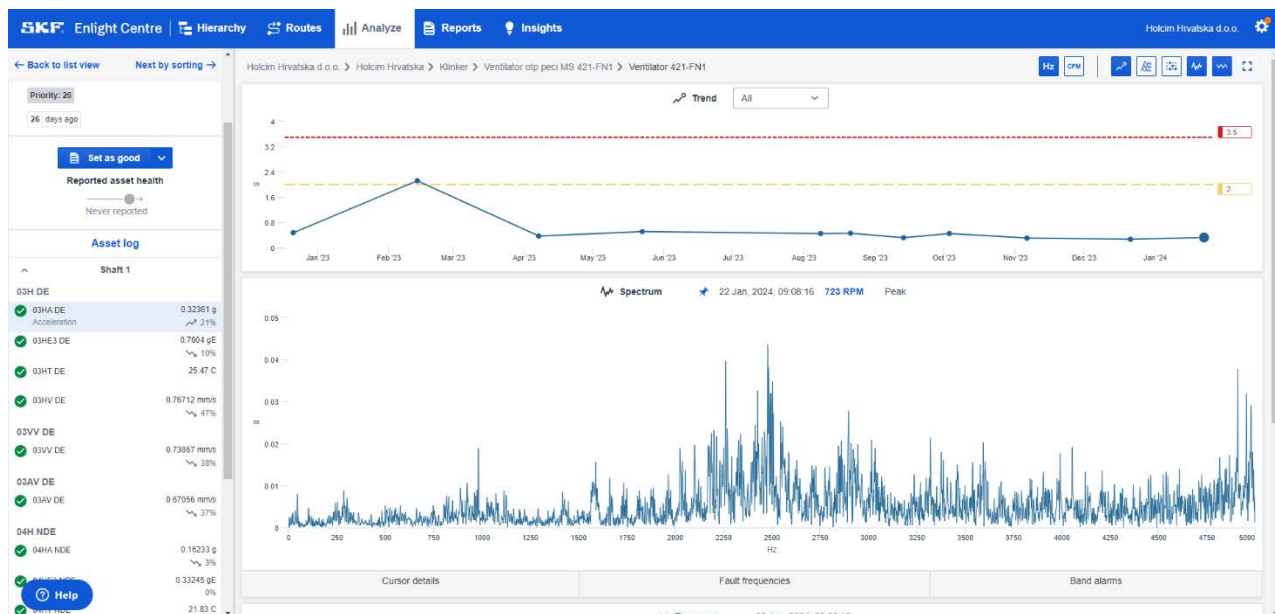 SKF. Enlight Centre
Hierarchy
Routes
Analyze
Reports
Insights
Holcim Hrvatska d.o.o.
← Back to list view
Next by sorting →
Holcim Hrvatska d.o.o. > Holcim Hrvatska > Klinker > Ventilator otp peci MS 421-FN1 > Ventilator 421-FN1
Hz
CPM
Priority: 26
26 days ago
Set as good
Reported asset health
Never reported
Asset log
Shaft 1
03H DE
03HA DE 0.32361 g
Acceleration 21%
03HE3 DE 0.7604 gE
10%
03HT DE 25.47 C
03HV DE 0.76712 mm/s
47%
03VV DE
03VV DE 0.73867 mm/s
38%
03AV DE
03AV DE 0.67056 mm/s
37%
04H NDE
04HA NDE 0.16233 g
3%
0.33245 gE
0%
21.83 C
Help
Trend
All
4
3.2
2.4
1.6
0.8
0
g
3.5
2
Jan '23 Feb '23 Mar '23 Apr '23 May '23 Jun '23 Jul '23 Aug '23 Sep '23 Oct '23 Nov '23 Dec '23 Jan '24
Spectrum
22 Jan, 2024, 09:08:16 723 RPM Peak
0.05
0.04
0.03
0.02
0.01
0
g
0 250 500 750 1000 1250 1500 1750 2000 2250 2500 2750 3000 3250 3500 3750 4000 4250 4500 4750 5000
Hz
Cursor details
Fault frequencies
Band alarms